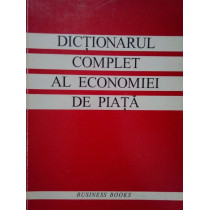 DICȚIONARUL
COMPLET
AL ECONOMIEI
DE PIAȚĂ
BUSINESS BOOKS